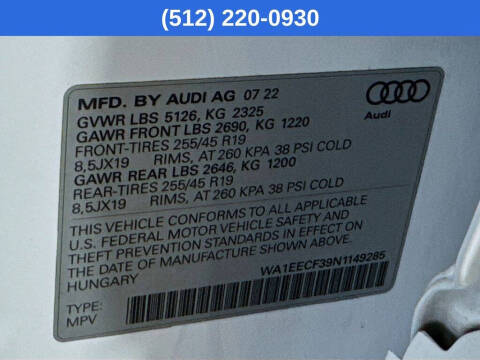 (512) 220-0930
MFD. BY AUDI AG 07 22
GVWR LBS 5126, KG 2325
GAWR FRONT LBS 2690, KG 1220
FRONT-TIRES 255/45 R19
8,5JX19 RIMS, AT 260 KPA 38 PSI COLD
GAWR REAR LBS 2646, KG 1200
REAR-TIRES 255/45 R19
8,5JX19 RIMS, AT 260 KPA 38 PSI COLD
THIS VEHICLE CONFORMS TO ALL APPLICABLE
U.S. FEDERAL MOTOR VEHICLE SAFETY AND
THEFT PREVENTION STANDARDS IN EFFECT ON
THE DATE OF MANUFACTURE SHOWN ABOVE.
HUNGARY
WA1EECF39N1149285
TYPE:
MPV
Audi